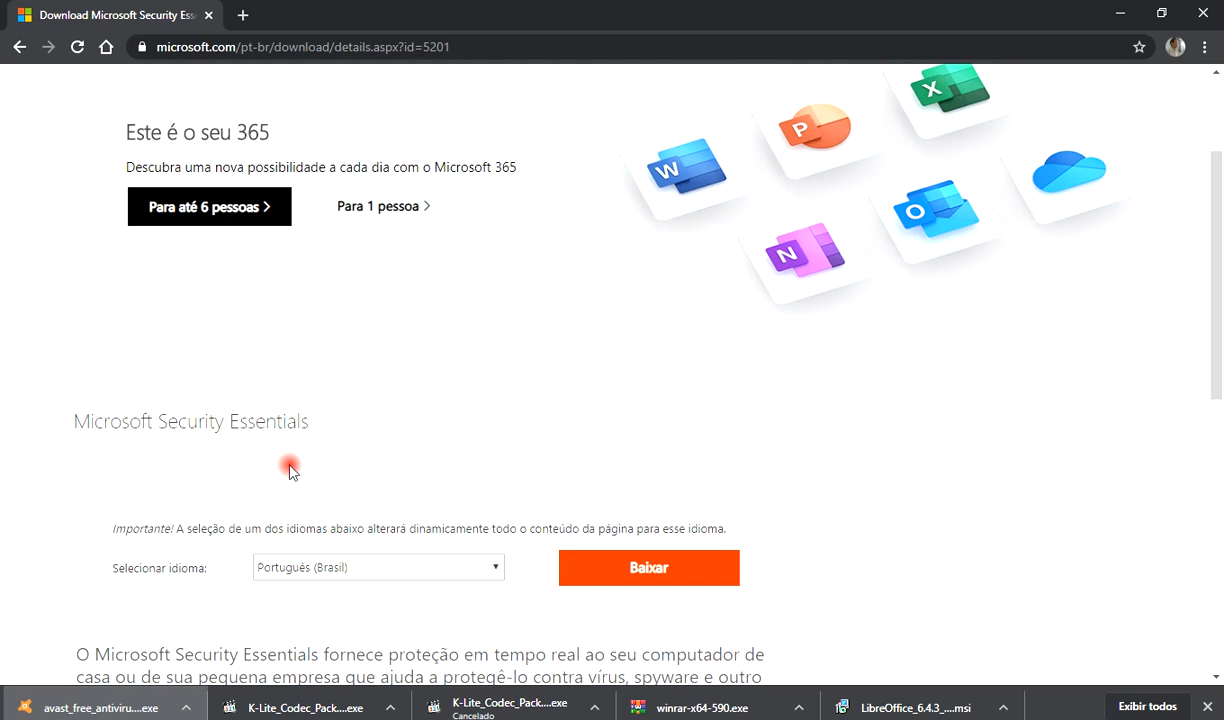 Download Microsoft Security Ess
microsoft.com/pt-br/download/details.aspx?id=5201
Este é o seu 365
Descubra uma nova possibilidade a cada dia com o Microsoft 365
Para até 6 pessoas
Para 1 pessoa
W
P
X
N
O
Microsoft Security Essentials
Importante! A seleção de um dos idiomas abaixo alterará dinamicamente todo o conteúdo da página para esse idioma.
Selecionar idioma:
Português (Brasil)
Baixar
O Microsoft Security Essentials fornece proteção em tempo real ao seu computador de
casa ou de sua pequena empresa que ajuda a protegê-lo contra vírus, spyware e outro
avast_free_antiviru....exe
K-Lite_Codec_Pack....exe
K-Lite_Codec_Pack....exe
Cancelado
winrar-x64-590.exe
LibreOffice_6.4.3_....msi
Exibir todos